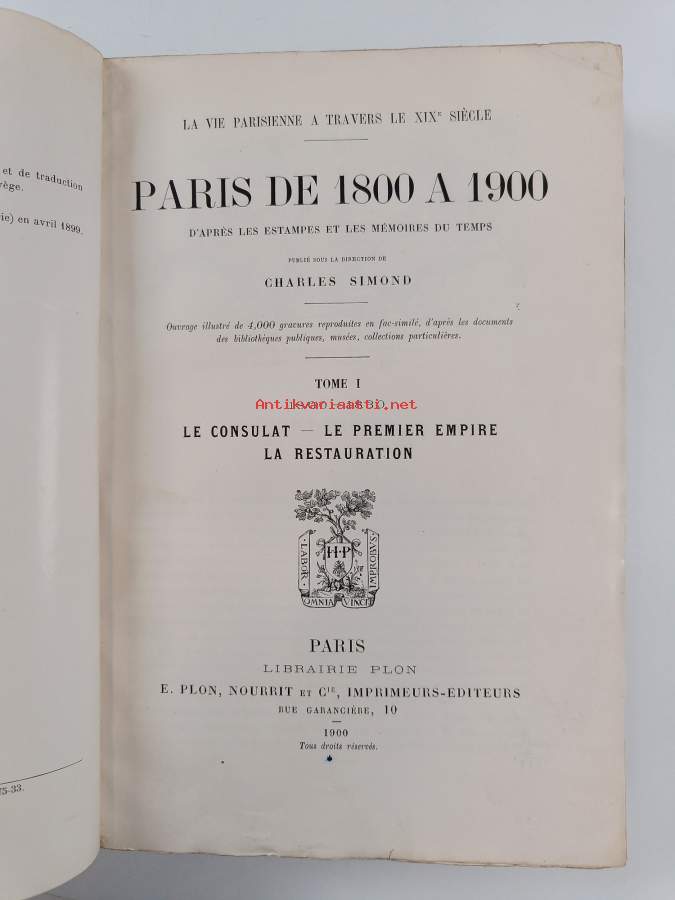 et de traduction
vège.
ie) en avril 1899.
75-33.
LA VIE PARISIENNE A TRAVERS LE XIXE SIÈCLE
PARIS DE 1800 A 1900
D'APRÈS LES ESTAMPES ET LES MÉMOIRES DU TEMPS
PUBLIÉ SOUS LA DIRECTION DE
CHARLES SIMOND
Ouvrage illustré de 4,000 gravures reproduites en fac-similé, d'après les documents
des bibliothèques publiques, musées, collections particulières.
TOME I
Antikvariaatti.net
LE CONSULAT — LE PREMIER EMPIRE
LA RESTAURATION
H·P
LABOR OMNIA VINCIT IMPROBUS
PARIS
LIBRAIRIE PLON
E. PLON, NOURRIT ET CIE, IMPRIMEURS-EDITEURS
RUE GARANCIÈRE, 10
1900
Tous droits réservés.